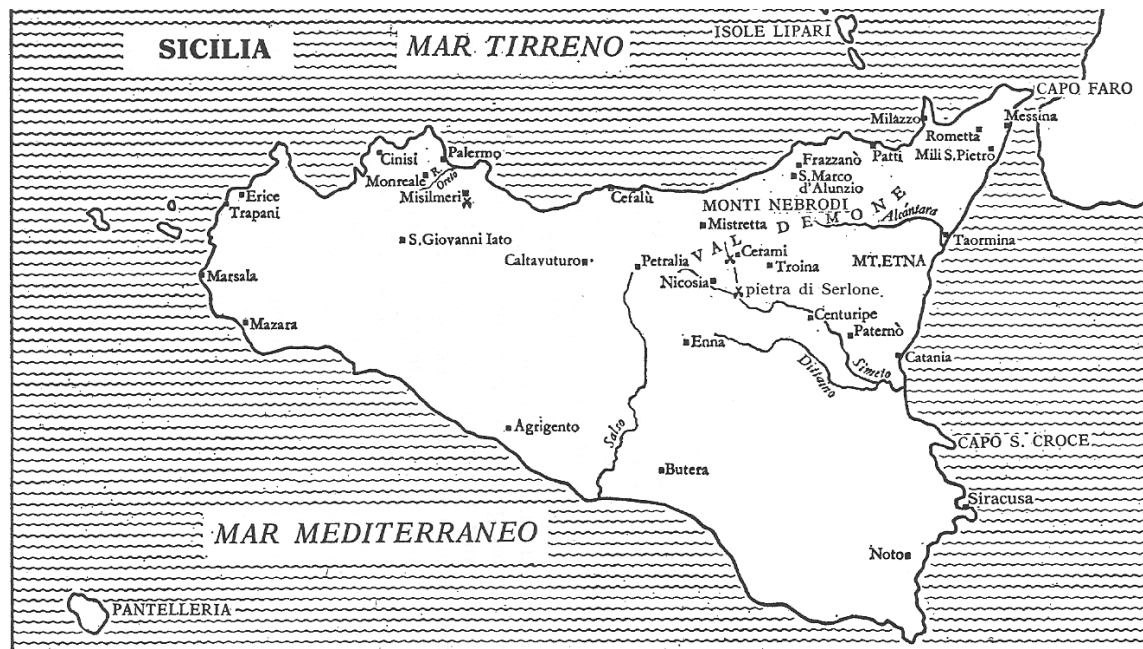 SICILIA
MAR TIRRENO
ISOLE LIPARI
CAPO FARO
Milazzo
Messina
Rometta
Mili S. Pietro
Cinisi
Palermo
Monreale
R. Oreto
Misilmeri
Frazzanò
Patti
S. Marco
d'Alunzio
Erice
Trapani
Cefalù
MONTI NEBRODI
Mistretta
VAL DEMONE
Alcantara
S. Giovanni Iato
Cerami
Taormina
Caltavuturo
Petralia
Troina
MT. ETNA
Marsala
Nicosia
pietra di Serlone
Mazara
Centuripe
Paternò
Enna
Catania
Simeto
Dittaino
Agrigento
Salso
CAPO S. CROCE
Butera
Siracusa
MAR MEDITERRANEO
Noto
PANTELLERIA